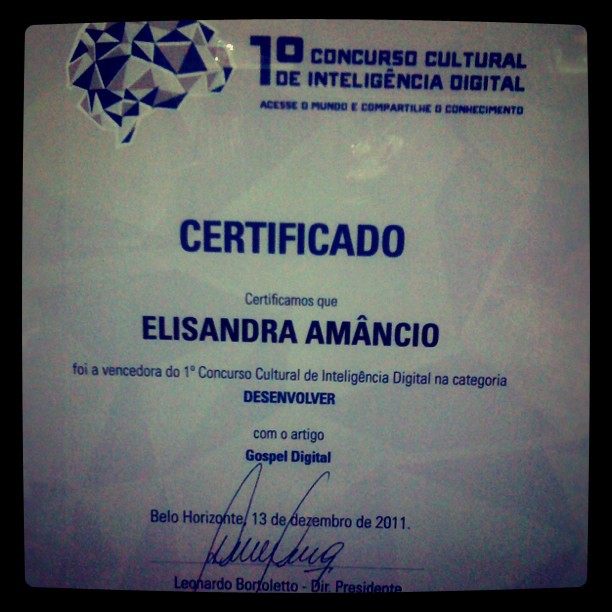 1º CONCURSO CULTURAL
DE INTELIGÊNCIA DIGITAL
ACESSE O MUNDO E COMPARTILHE O CONHECIMENTO
CERTIFICADO
Certificamos que
ELISANDRA AMÂNCIO
foi a vencedora do 1º Concurso Cultural de Inteligência Digital na categoria
DESENVOLVER
com o artigo
Gospel Digital
Belo Horizonte, 13 de dezembro de 2011.
Leonardo Bortoletto - Dir. Presidente